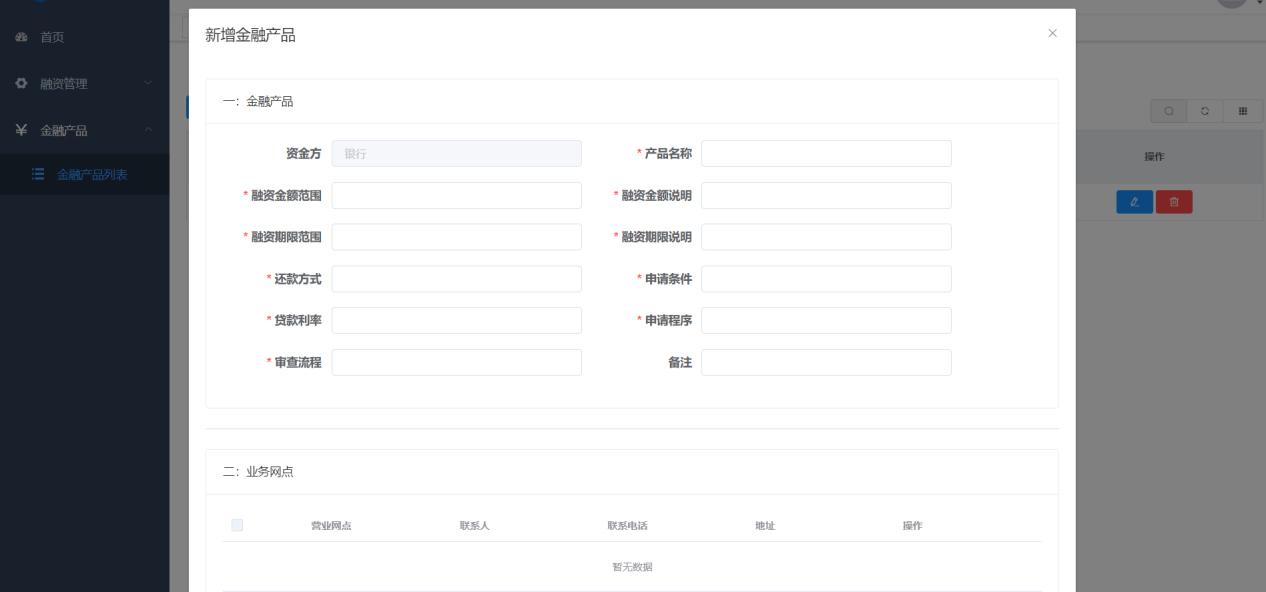 首页
融资管理
金融产品
金融产品列表
新增金融产品
一：金融产品
资金方 银行 * 产品名称
* 融资金额范围 * 融资金额说明
* 融资期限范围 * 融资期限说明
* 还款方式 * 申请条件
* 贷款利率 * 申请程序
* 审查流程 备注
二：业务网点
营业网点 联系人 联系电话 地址 操作
暂无数据
操作